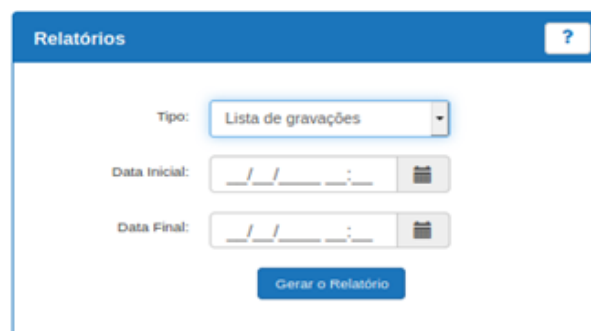 Relatórios ?
Tipo: Lista de gravações
Data Inicial: __/__/____ __:__
Data Final: __/__/____ __:__
Gerar o Relatório